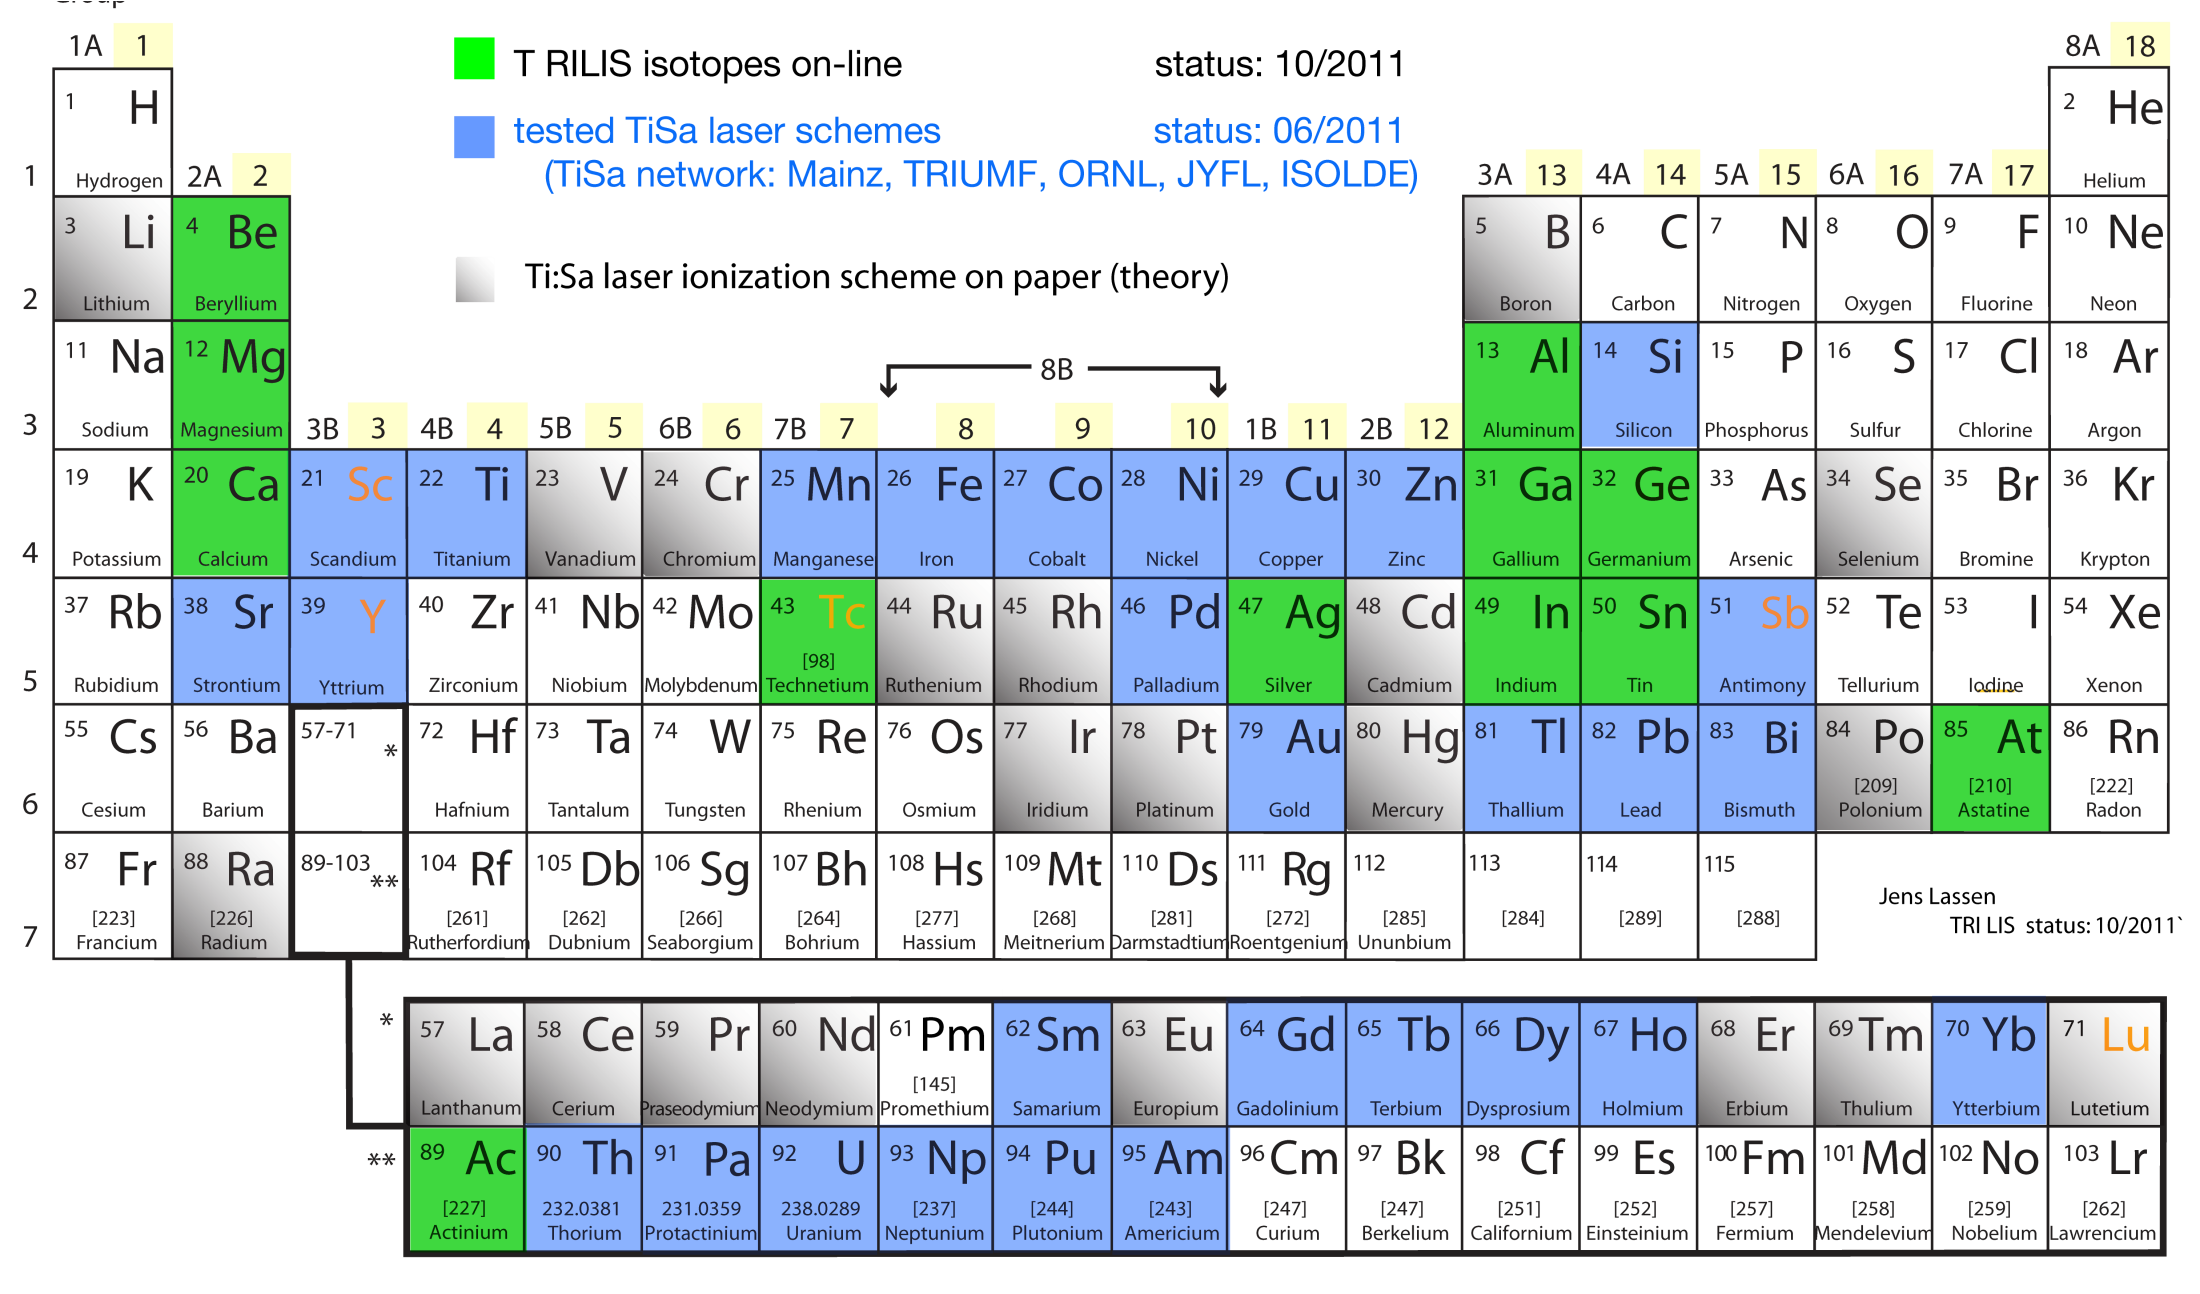 1A 1
T RILIS isotopes on-line status: 10/2011
8A 18
tested TiSa laser schemes status: 06/2011
(TiSa network: Mainz, TRIUMF, ORNL, JYFL, ISOLDE)
Ti:Sa laser ionization scheme on paper (theory)
1 H 2 He
1 Hydrogen 2A 2 3A 13 4A 14 5A 15 6A 16 7A 17 Helium
3 Li 4 Be 5 B 6 C 7 N 8 O 9 F 10 Ne
2 Lithium Beryllium Boron Carbon Nitrogen Oxygen Fluorine Neon
11 Na 12 Mg 13 Al 14 Si 15 P 16 S 17 Cl 18 Ar
8B
3 Sodium Magnesium 3B 3 4B 4 5B 5 6B 6 7B 7 8 9 10 1B 11 2B 12 Aluminum Silicon Phosphorus Sulfur Chlorine Argon
19 K 20 Ca 21 Sc 22 Ti 23 V 24 Cr 25 Mn 26 Fe 27 Co 28 Ni 29 Cu 30 Zn 31 Ga 32 Ge 33 As 34 Se 35 Br 36 Kr
4 Potassium Calcium Scandium Titanium Vanadium Chromium Manganese Iron Cobalt Nickel Copper Zinc Gallium Germanium Arsenic Selenium Bromine Krypton
37 Rb 38 Sr 39 Y 40 Zr 41 Nb 42 Mo 43 Tc 44 Ru 45 Rh 46 Pd 47 Ag 48 Cd 49 In 50 Sn 51 Sb 52 Te 53 I 54 Xe
[98]
5 Rubidium Strontium Yttrium Zirconium Niobium Molybdenum Technetium Ruthenium Rhodium Palladium Silver Cadmium Indium Tin Antimony Tellurium Iodine Xenon
55 Cs 56 Ba 57-71 * 72 Hf 73 Ta 74 W 75 Re 76 Os 77 Ir 78 Pt 79 Au 80 Hg 81 Tl 82 Pb 83 Bi 84 Po 85 At 86 Rn
[209] [210] [222]
6 Cesium Barium Hafnium Tantalum Tungsten Rhenium Osmium Iridium Platinum Gold Mercury Thallium Lead Bismuth Polonium Astatine Radon
87 Fr 88 Ra 89-103 ** 104 Rf 105 Db 106 Sg 107 Bh 108 Hs 109 Mt 110 Ds 111 Rg 112 113 114 115
[223] [226] [261] [262] [266] [264] [277] [268] [281] [272] [285] [284] [289] [288]
7 Francium Radium Rutherfordium Dubnium Seaborgium Bohrium Hassium Meitnerium Darmstadtium Roentgenium Ununbium
Jens Lassen
TRI LIS status: 10/2011`
* 57 La 58 Ce 59 Pr 60 Nd 61 Pm 62 Sm 63 Eu 64 Gd 65 Tb 66 Dy 67 Ho 68 Er 69 Tm 70 Yb 71 Lu
[145]
Lanthanum Cerium Praseodymium Neodymium Promethium Samarium Europium Gadolinium Terbium Dysprosium Holmium Erbium Thulium Ytterbium Lutetium
** 89 Ac 90 Th 91 Pa 92 U 93 Np 94 Pu 95 Am 96 Cm 97 Bk 98 Cf 99 Es 100 Fm 101 Md 102 No 103 Lr
[227] 232.0381 231.0359 238.0289 [237] [244] [243] [247] [247] [251] [252] [257] [258] [259] [262]
Actinium Thorium Protactinium Uranium Neptunium Plutonium Americium Curium Berkelium Californium Einsteinium Fermium Mendelevium Nobelium Lawrencium